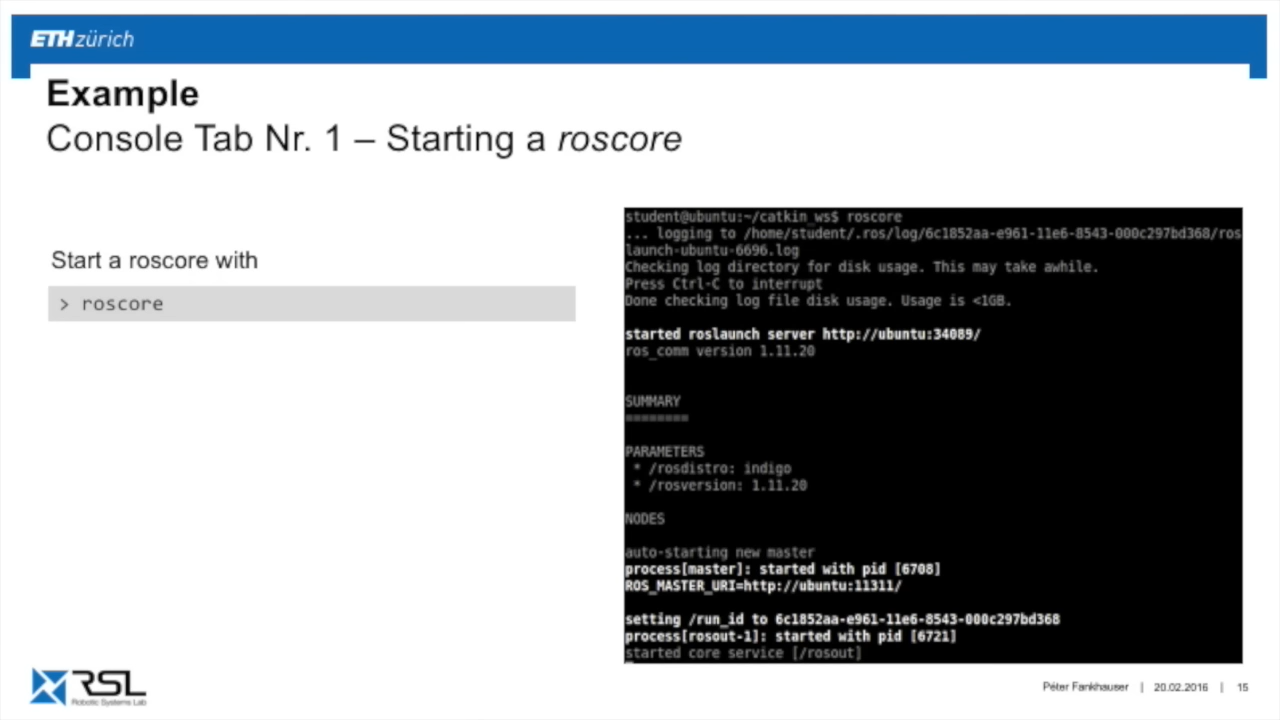 ETH zürich
Example
Console Tab Nr. 1 – Starting a roscore
Start a roscore with
> roscore
student@ubuntu:~/catkin_ws$ roscore
... logging to /home/student/.ros/log/6c1852aa-e961-11e6-8543-000c297bd368/ros
launch-ubuntu-6696.log
Checking log directory for disk usage. This may take awhile.
Press Ctrl-C to interrupt
Done checking log file disk usage. Usage is <1GB.
started roslaunch server http://ubuntu:34089/
ros_comm version 1.11.20
SUMMARY
========
PARAMETERS
* /rosdistro: indigo
* /rosversion: 1.11.20
NODES
auto-starting new master
process[master]: started with pid [6708]
ROS_MASTER_URI=http://ubuntu:11311/
setting /run_id to 6c1852aa-e961-11e6-8543-000c297bd368
process[rosout-1]: started with pid [6721]
started core service [/rosout]
RSL
Robotic Systems Lab
Péter Fankhauser | 20.02.2016 | 15